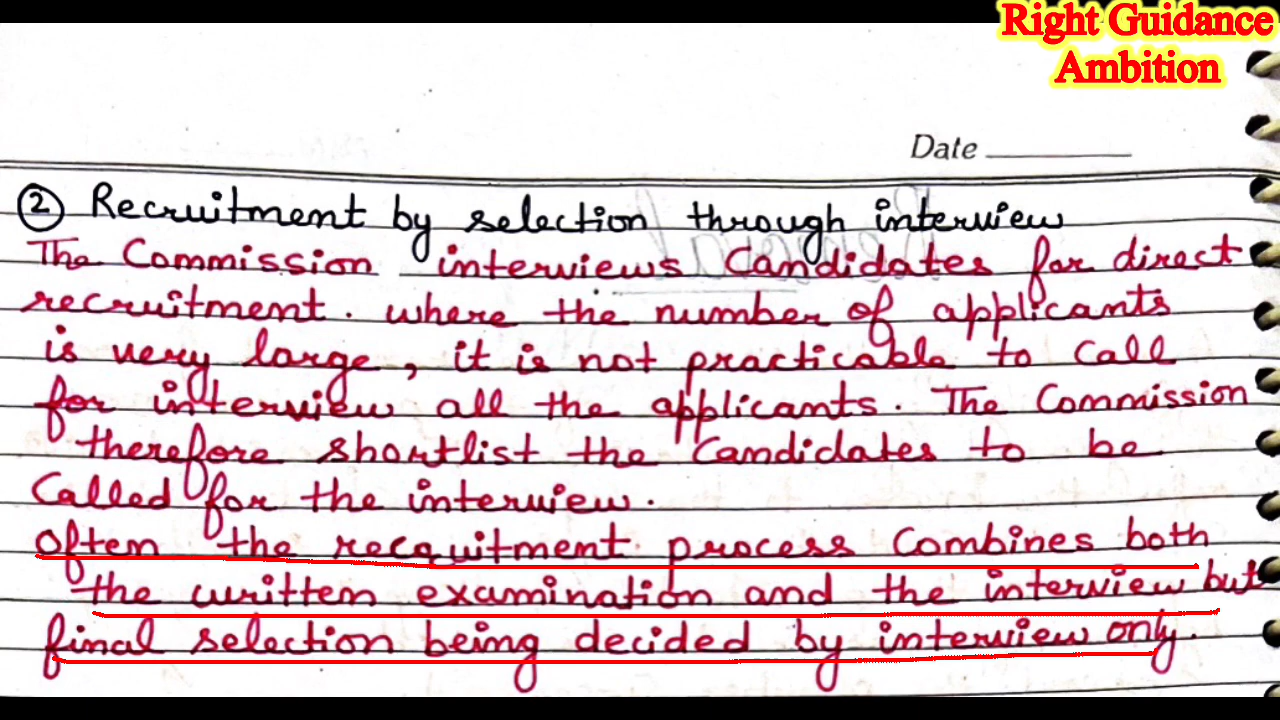 Right Guidance
Ambition
Date
② Recruitment by selection through interview
The Commission interviews Candidates for direct
recruitment. where the number of applicants
is very large, it is not practicable to Call
for interview all the applicants. The Commission
therefore shortlist the Candidates to be
Called for the interview.
Often the recquitment process Combines both
the written examination and the interview but
final selection being decided by interview only.